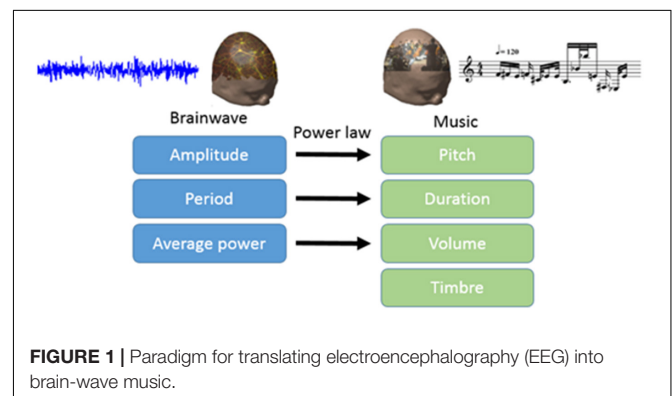 ♩=120
Brainwave
Music
Power law
Amplitude
Pitch
Period
Duration
Average power
Volume
Timbre
FIGURE 1 | Paradigm for translating electroencephalography (EEG) into
brain-wave music.